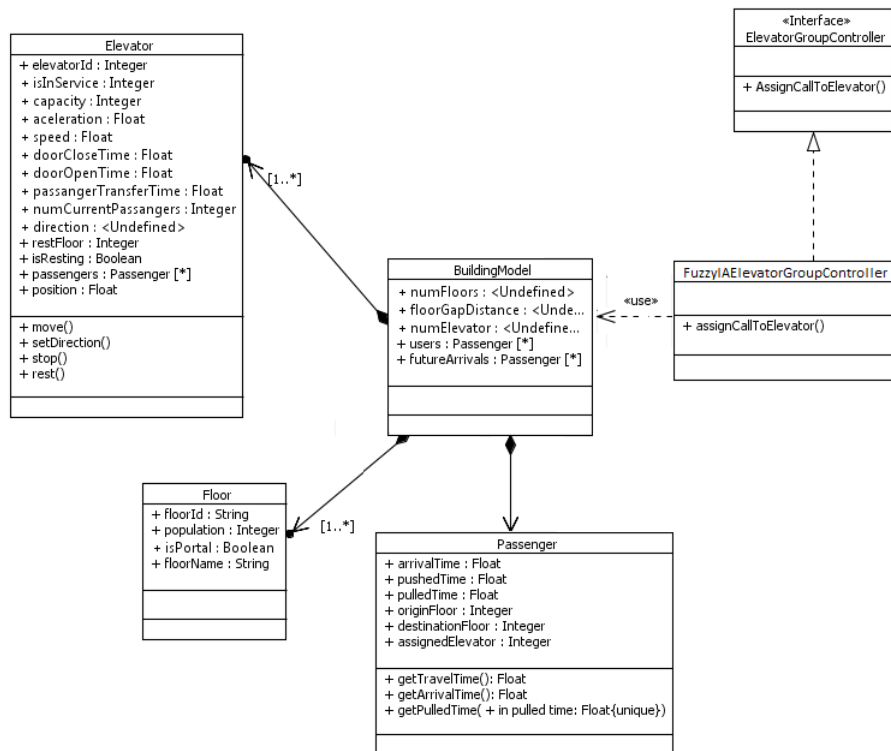 Elevator
+ elevatorId : Integer
+ isInService : Integer
+ capacity : Integer
+ aceleration : Float
+ speed : Float
+ doorCloseTime : Float
+ doorOpenTime : Float
+ passangerTransferTime : Float
+ numCurrentPassangers : Integer
+ direction : <Undefined>
+ restFloor : Integer
+ isResting : Boolean
+ passengers : Passenger [*]
+ position : Float
+ move()
+ setDirection()
+ stop()
+ rest()
«Interface»
ElevatorGroupController
+ AssignCallToElevator()
[1..*]
BuildingModel
+ numFloors : <Undefined>
+ floorGapDistance : <Unde...
+ numElevator : <Undefine...
+ users : Passenger [*]
+ futureArrivals : Passenger [*]
«use»
FuzzyIAElevatorGroupController
+ assignCallToElevator()
Floor
+ floorId : String
+ population : Integer
+ isPortal : Boolean
+ floorName : String
[1..*]
Passenger
+ arrivalTime : Float
+ pushedTime : Float
+ pulledTime : Float
+ originFloor : Integer
+ destinationFloor : Integer
+ assignedElevator : Integer
+ getTravelTime(): Float
+ getArrivalTime(): Float
+ getPulledTime( + in pulled time: Float{unique})